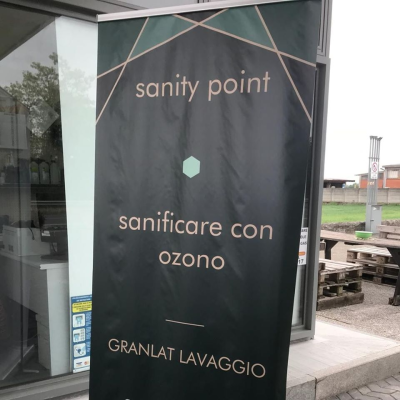 sanity point
sanificare con
ozono
GRANLAT LAVAGGIO